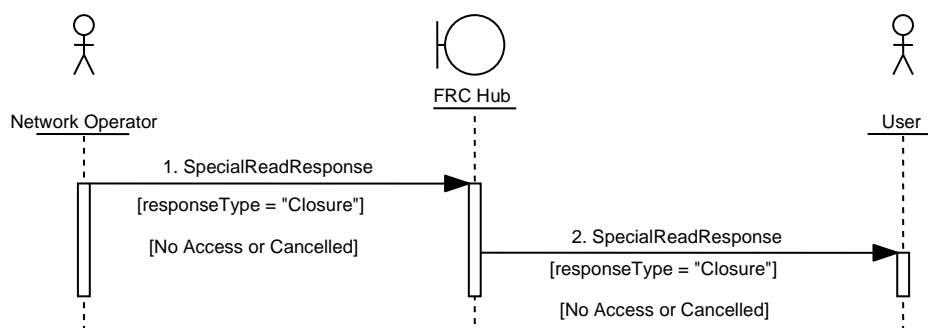 FRC Hub
Network Operator
User
1. SpecialReadResponse
[responseType = "Closure"]
[No Access or Cancelled]
2. SpecialReadResponse
[responseType = "Closure"]
[No Access or Cancelled]